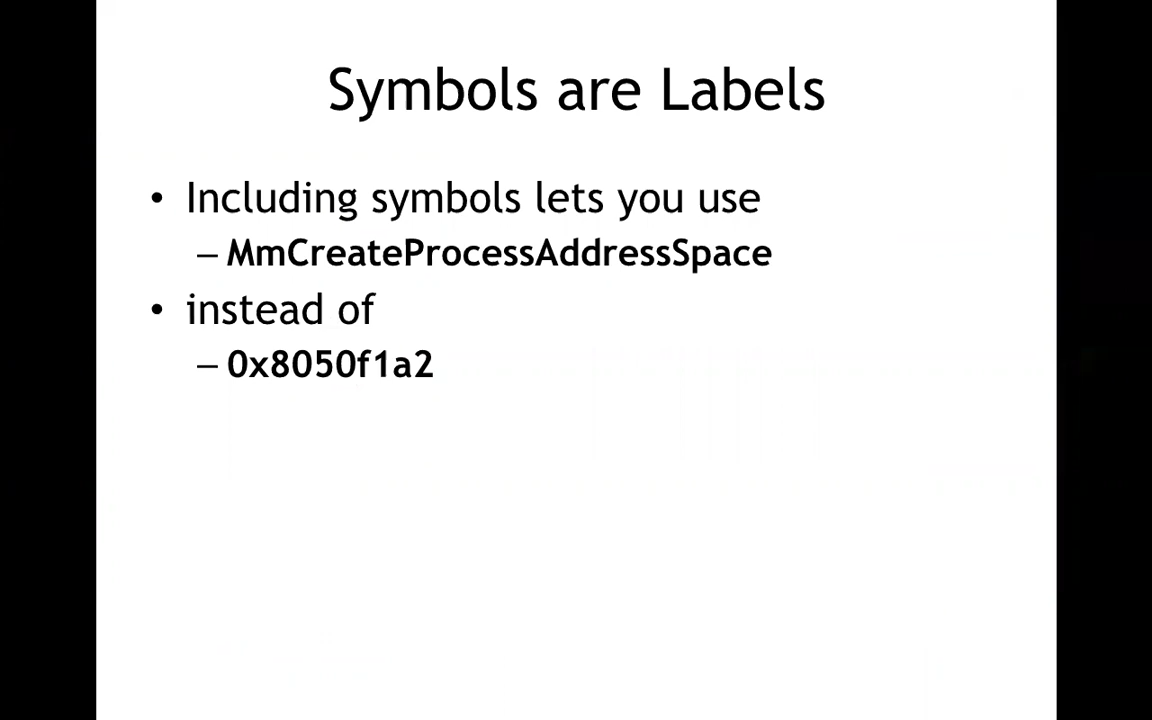 Symbols are Labels
• Including symbols lets you use
– MmCreateProcessAddressSpace
• instead of
– 0x8050f1a2